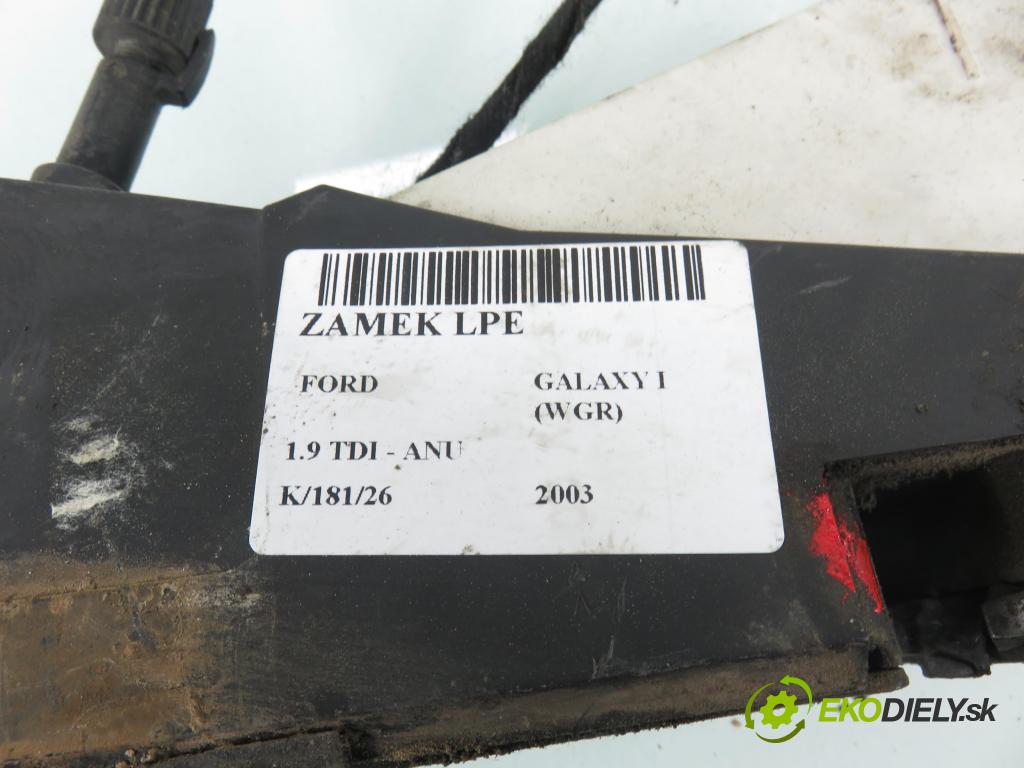 ZAMEK LPE
FORD GALAXY I
(WGR)
1.9 TDI - ANU
K/181/26 2003
EKODIELY.sk